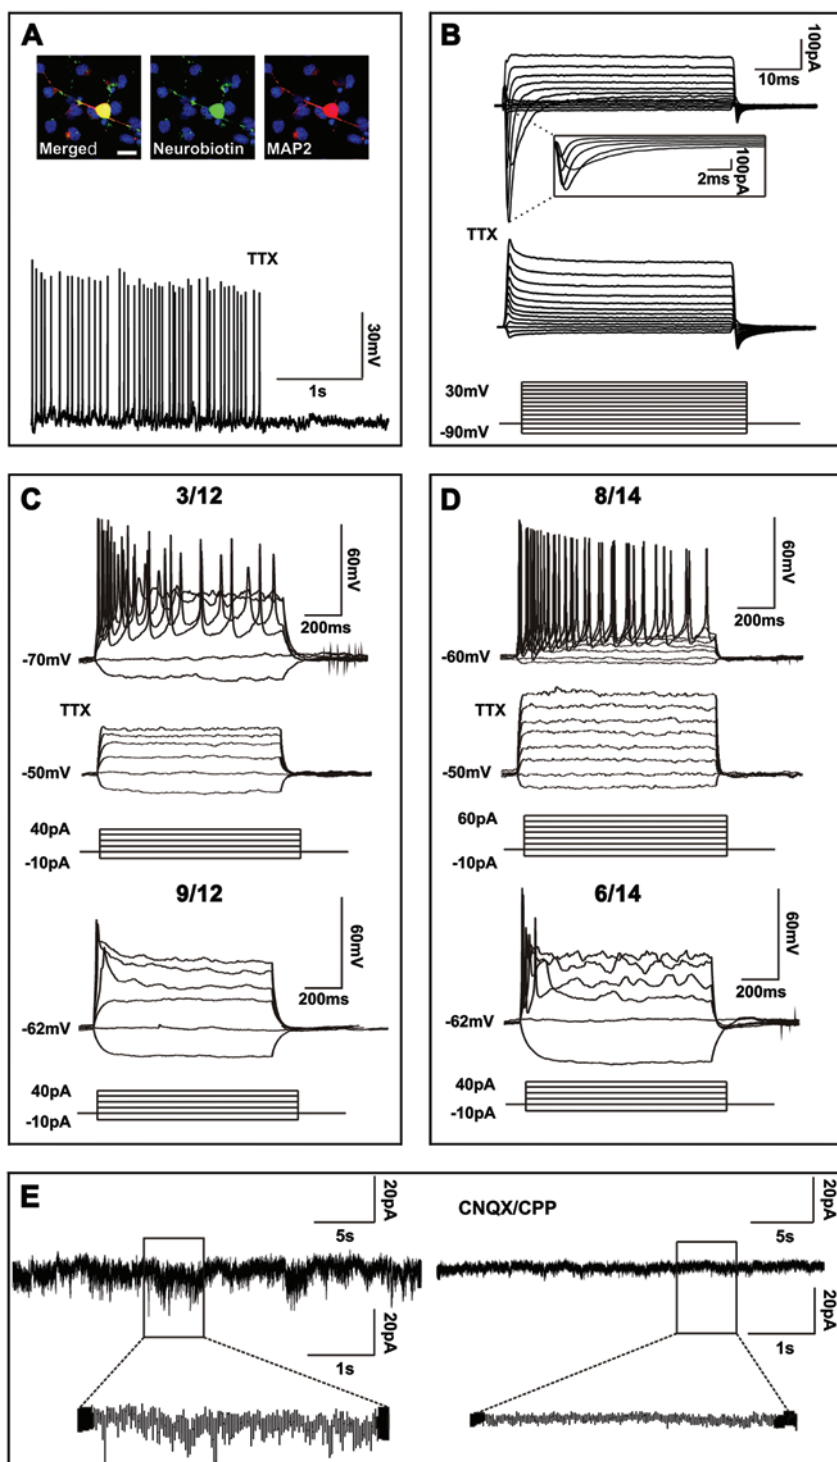 A
Merged
Neurobiotin
MAP2
TTX
30mV
1s
B
100pA
10ms
100pA
2ms
TTX
30mV
-90mV
C
3/12
60mV
200ms
-70mV
TTX
-50mV
40pA
-10pA
9/12
60mV
200ms
-62mV
40pA
-10pA
D
8/14
60mV
200ms
-60mV
TTX
-50mV
60pA
-10pA
6/14
60mV
200ms
-62mV
40pA
-10pA
E
20pA
5s
20pA
1s
CNQX/CPP
20pA
5s
20pA
1s